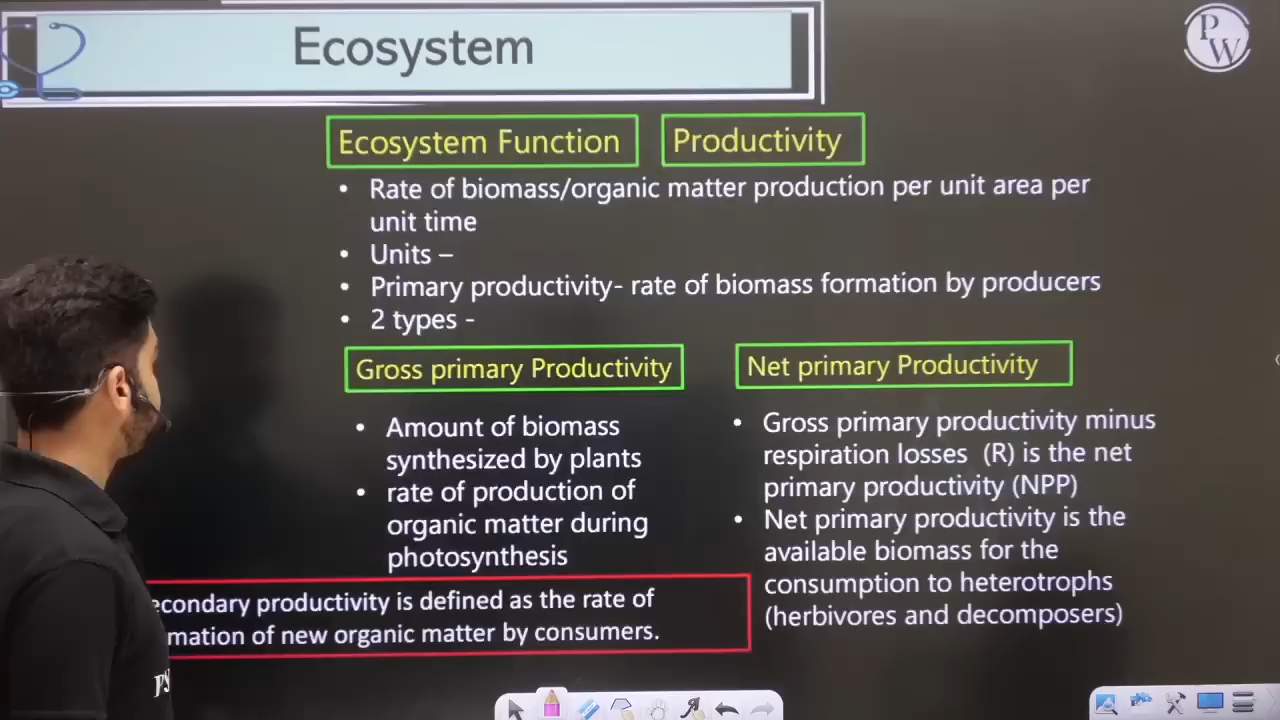 Ecosystem
PW
Ecosystem Function
Productivity
• Rate of biomass/organic matter production per unit area per
unit time
• Units –
• Primary productivity- rate of biomass formation by producers
• 2 types -
Gross primary Productivity
• Amount of biomass
synthesized by plants
• rate of production of
organic matter during
photosynthesis
Net primary Productivity
• Gross primary productivity minus
respiration losses (R) is the net
primary productivity (NPP)
• Net primary productivity is the
available biomass for the
consumption to heterotrophs
(herbivores and decomposers)
econdary productivity is defined as the rate of
mation of new organic matter by consumers.